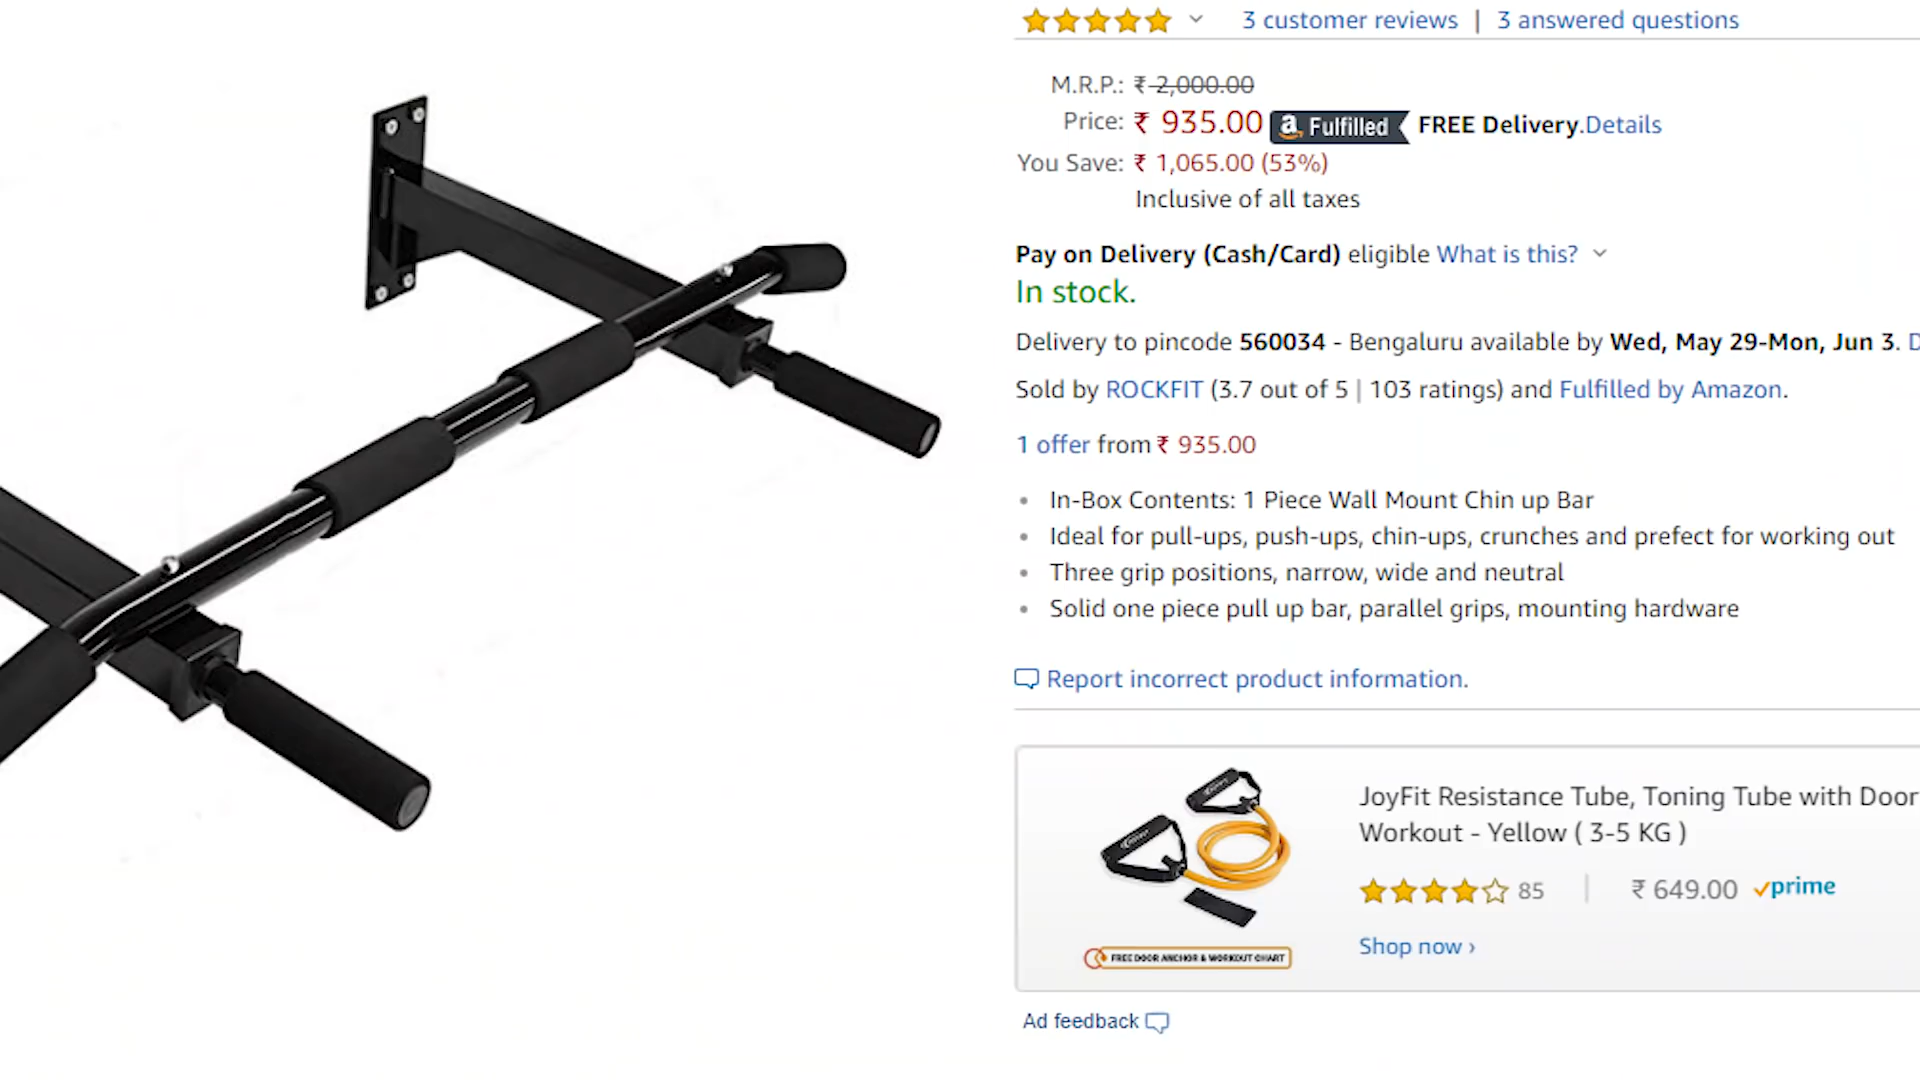 3 customer reviews | 3 answered questions
M.R.P.: ₹ 2,000.00
Price: ₹ 935.00 a Fulfilled FREE Delivery.Details
You Save: ₹ 1,065.00 (53%)
Inclusive of all taxes
Pay on Delivery (Cash/Card) eligible What is this?
In stock.
Delivery to pincode 560034 - Bengaluru available by Wed, May 29-Mon, Jun 3. D
Sold by ROCKFIT (3.7 out of 5 | 103 ratings) and Fulfilled by Amazon.
1 offer from ₹ 935.00
• In-Box Contents: 1 Piece Wall Mount Chin up Bar
• Ideal for pull-ups, push-ups, chin-ups, crunches and prefect for working out
• Three grip positions, narrow, wide and neutral
• Solid one piece pull up bar, parallel grips, mounting hardware
Report incorrect product information.
JoyFit Resistance Tube, Toning Tube with Door
Workout - Yellow ( 3-5 KG )
85 | ₹ 649.00 prime
Shop now ›
FREE DOOR ANCHOR & WORKOUT CHART
Ad feedback